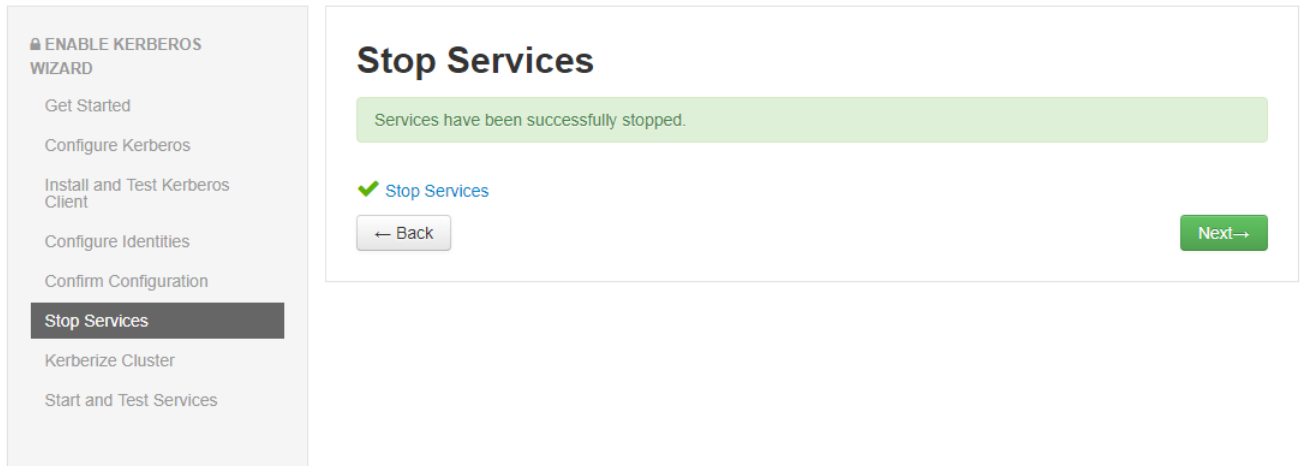 ENABLE KERBEROS
WIZARD
Get Started
Configure Kerberos
Install and Test Kerberos
Client
Configure Identities
Confirm Configuration
Stop Services
Kerberize Cluster
Start and Test Services
Stop Services
Services have been successfully stopped.
Stop Services
← Back
Next→